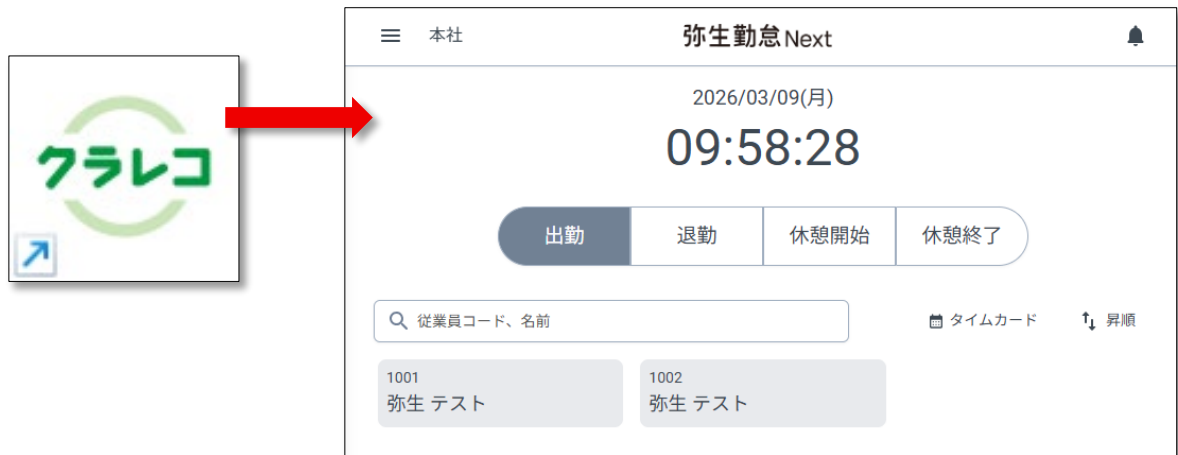 クラレコ
本社
弥生勤怠Next
2026/03/09(月)
09:58:28
出勤
退勤
休憩開始
休憩終了
従業員コード、名前
タイムカード
昇順
1001
弥生 テスト
1002
弥生 テスト